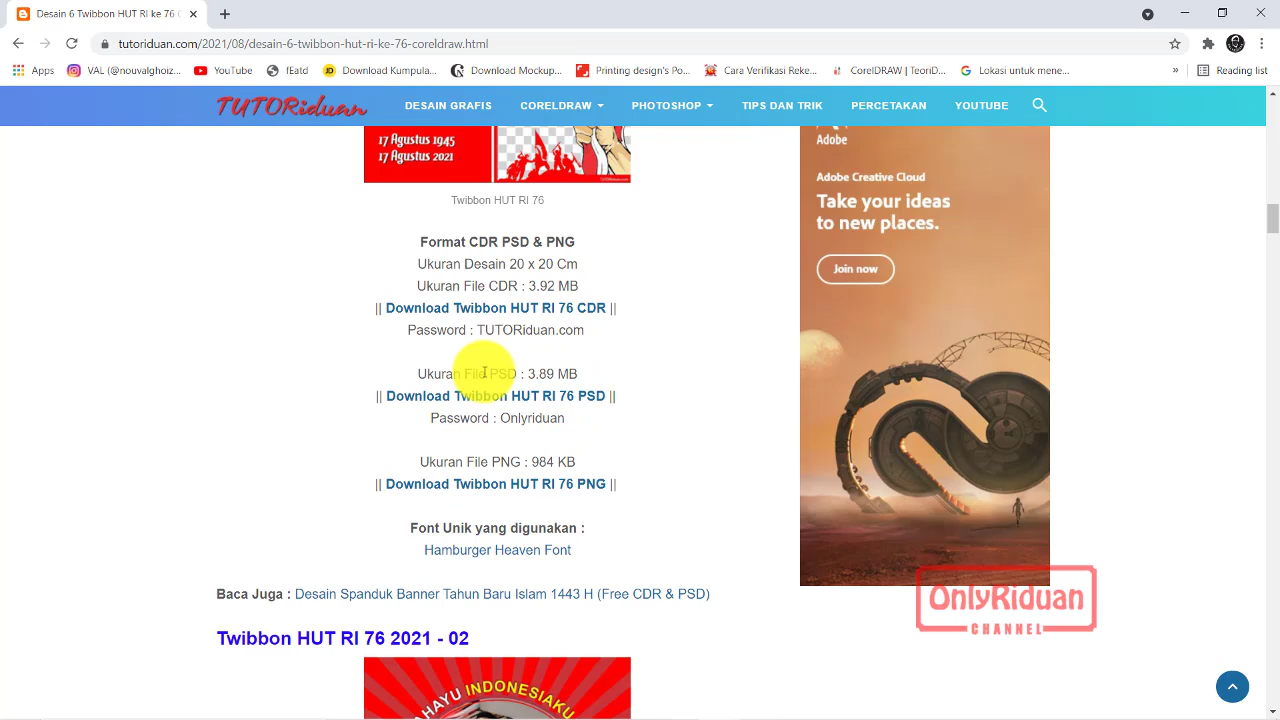 Desain 6 Twibbon HUT RI ke 76 C
tutoriduan.com/2021/08/desain-6-twibbon-hut-ri-ke-76-coreldraw.html
Apps
VAL (@nouvalghoiz...
YouTube
fEatd
Download Kumpula...
Download Mockup...
Printing design's Po...
Cara Verifikasi Reke...
CorelDRAW | TeoriD...
Lokasi untuk mene...
»
Reading list
TUTORiduan
DESAIN GRAFIS
CORELDRAW
PHOTOSHOP
TIPS DAN TRIK
PERCETAKAN
YOUTUBE
17 Agustus 1945
17 Agustus 2021
Twibbon HUT RI 76
Format CDR PSD & PNG
Ukuran Desain 20 x 20 Cm
Ukuran File CDR : 3.92 MB
|| Download Twibbon HUT RI 76 CDR ||
Password : TUTORiduan.com
Ukuran File PSD : 3.89 MB
|| Download Twibbon HUT RI 76 PSD ||
Password : Onlyriduan
Ukuran File PNG : 984 KB
|| Download Twibbon HUT RI 76 PNG ||
Font Unik yang digunakan :
Hamburger Heaven Font
Baca Juga : Desain Spanduk Banner Tahun Baru Islam 1443 H (Free CDR & PSD)
Twibbon HUT RI 76 2021 - 02
AHAYU INDONESIAKU
Adobe
Adobe Creative Cloud
Take your ideas
to new places.
Join now
OnlyRiduan
CHANNEL